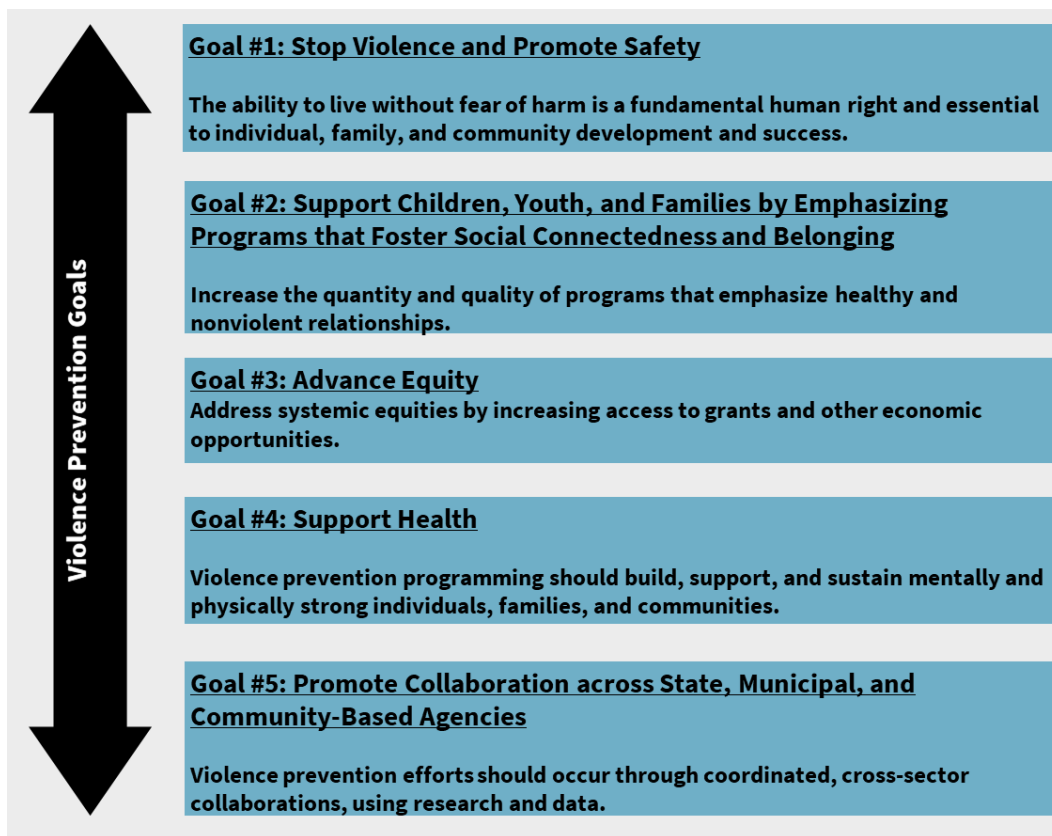 Violence Prevention Goals
Goal #1: Stop Violence and Promote Safety
The ability to live without fear of harm is a fundamental human right and essential
to individual, family, and community development and success.
Goal #2: Support Children, Youth, and Families by Emphasizing
Programs that Foster Social Connectedness and Belonging
Increase the quantity and quality of programs that emphasize healthy and
nonviolent relationships.
Goal #3: Advance Equity
Address systemic equities by increasing access to grants and other economic
opportunities.
Goal #4: Support Health
Violence prevention programming should build, support, and sustain mentally and
physically strong individuals, families, and communities.
Goal #5: Promote Collaboration across State, Municipal, and
Community-Based Agencies
Violence prevention efforts should occur through coordinated, cross-sector
collaborations, using research and data.